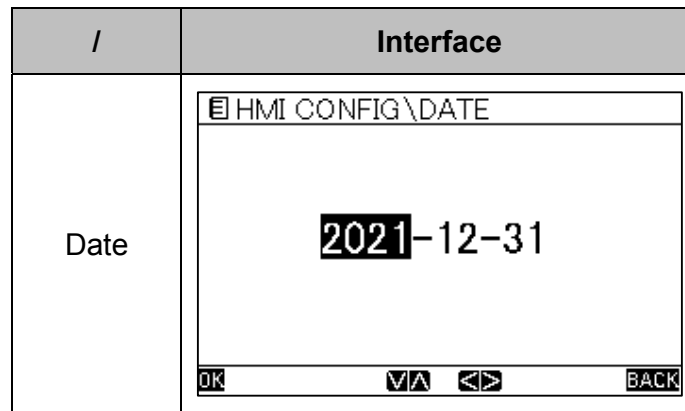 / Interface
Date
HMI CONFIG\DATE
2021-12-31
OK ∨ ∧ < > BACK